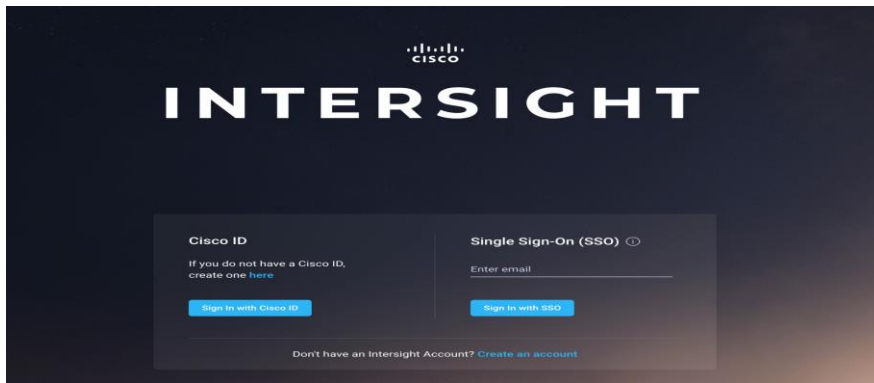 CISCO
INTERSIGHT
Cisco ID
If you do not have a Cisco ID,
create one here
Sign In with Cisco ID
Single Sign-On (SSO)
Enter email
Sign In with SSO
Don't have an Intersight Account? Create an account